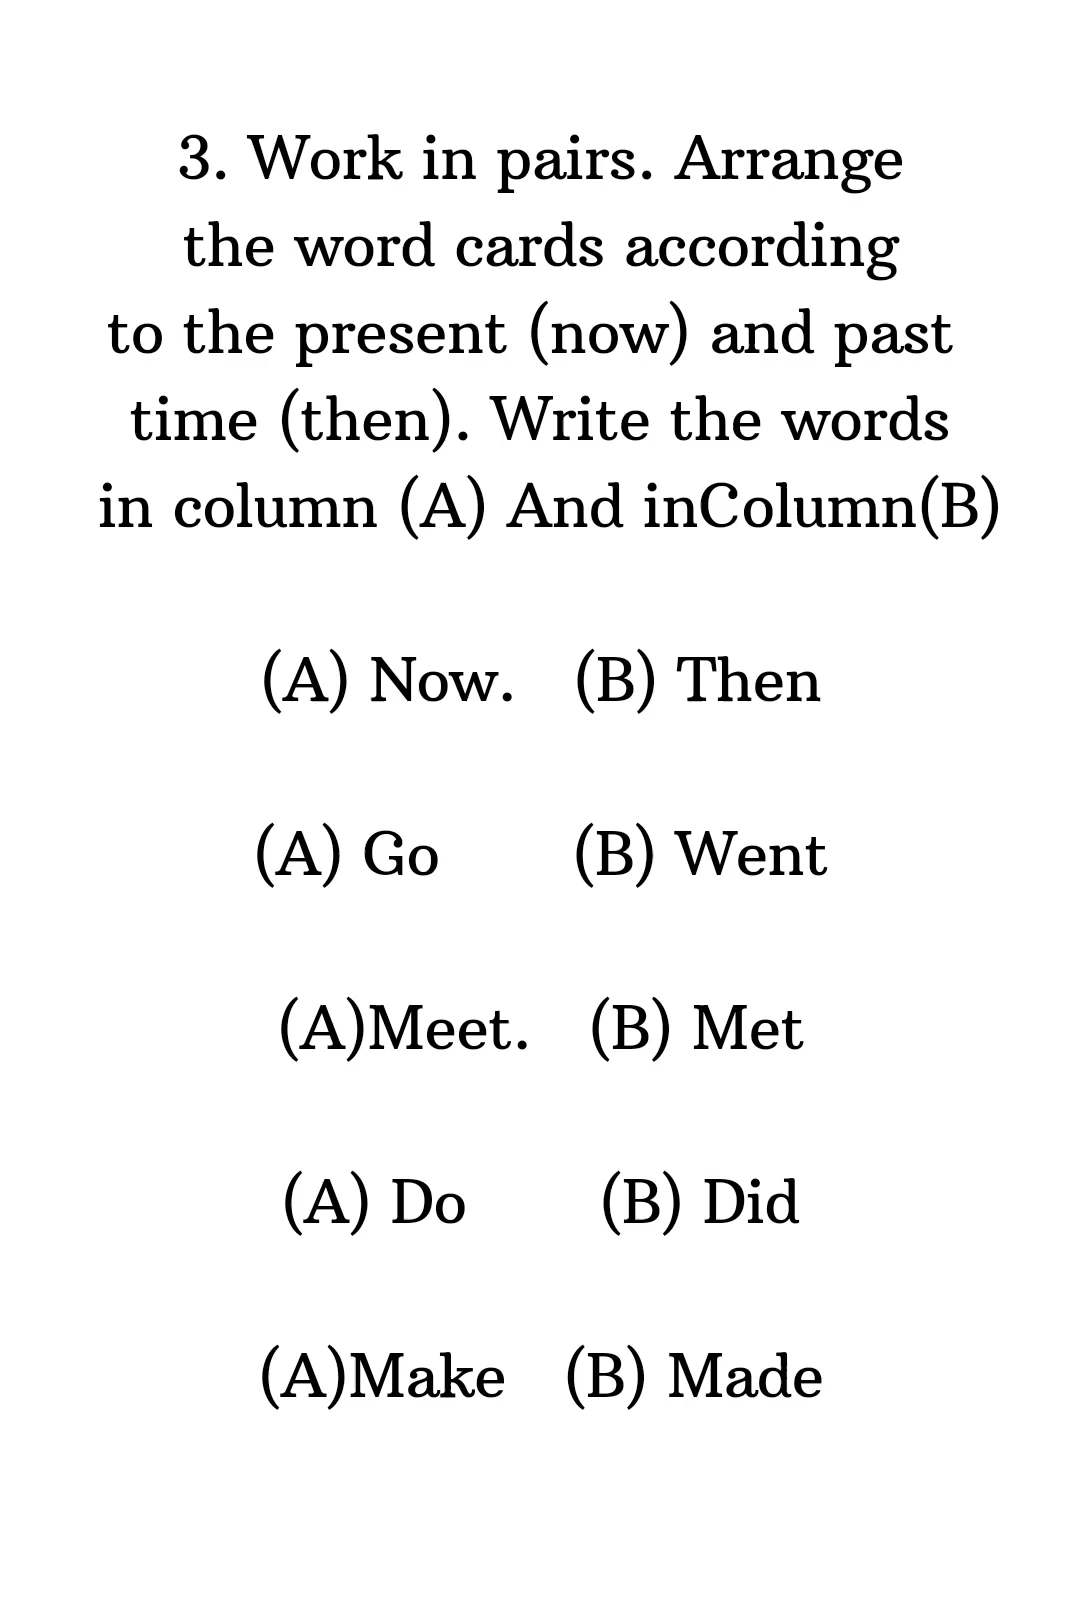 3. Work in pairs. Arrange
the word cards according
to the present (now) and past
time (then). Write the words
in column (A) And inColumn(B)
(A) Now. (B) Then
(A) Go (B) Went
(A)Meet. (B) Met
(A) Do (B) Did
(A)Make (B) Made